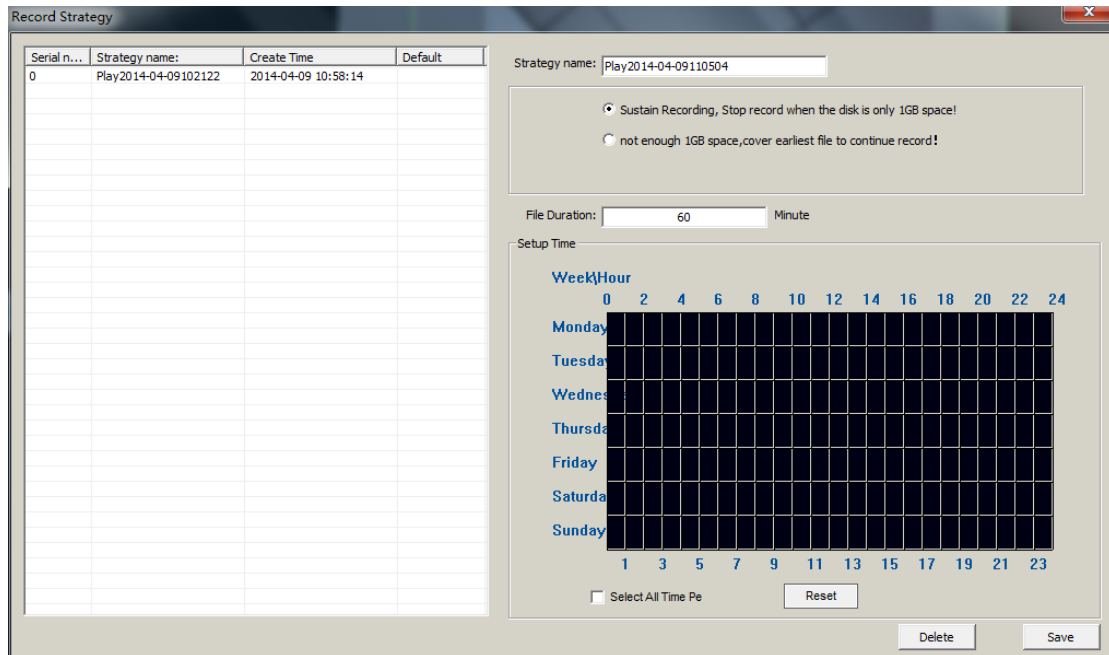 Record Strategy
Serial n... Strategy name: Create Time Default
0 Play2014-04-09102122 2014-04-09 10:58:14
Strategy name: Play2014-04-09110504
Sustain Recording, Stop record when the disk is only 1GB space!
not enough 1GB space,cover earliest file to continue record!
File Duration: 60 Minute
Setup Time
Week\Hour
0 2 4 6 8 10 12 14 16 18 20 22 24
Monday
Tuesday
Wednes
Thursda
Friday
Saturda
Sunday
1 3 5 7 9 11 13 15 17 19 21 23
Select All Time Pe Reset
Delete Save